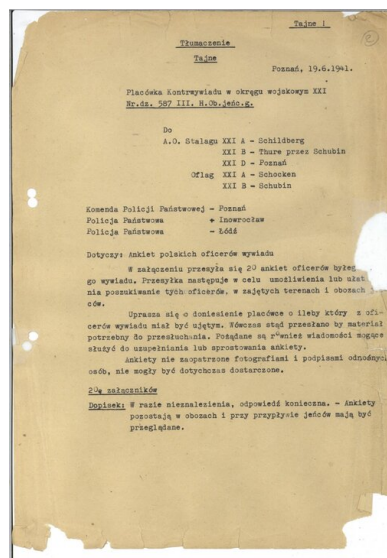 Tajne !
2
Tłumaczenie
Tajne
Poznań, 19.6.1941.
Placówka Kontrwywiadu w okręgu wojskowym XXI
Nr.dz. 587 III. H.Ob.jeńc.g.
Do
A.O. Stalagu XXI A - Schildberg
XXI B - Thure przez Schubin
XXI D - Poznań
Oflag XXI A - Schocken
XXI B - Schubin
Komenda Policji Państwowej - Poznań
Policja Państwowa + Inowrocław
Policja Państwowa - Łódź
Dotyczy: Ankiet polskich oficerów wywiadu
W załączeniu przesyła się 20 ankiet oficerów byłeg
go wywiadu. Przesyłka następuje w celu umożliwienia lub ułat
nia poszukiwanie tych oficerów, w zajętych terenach i obozach j
ców.
Uprasza się o doniesienie placówce o ileby który z ofi-
cerów wywiadu miał być ujętym. Wówczas stąd przesłano by materiał
potrzebny do przesłuchania. Pożądane są również wiadomości mogące
służyć do uzupełniania lub sprostowania ankiety.
Ankiety nie zaopatrzone fotografiami i podpisami odnośnym
osób, nie mogły być dotychczas dostarczone.
20 załączników
Dopisek: W razie nieznalezienia, odpowiedź konieczna. - Ankiety
pozostają w obozach i przy przypływie jeńców mają być
przeglądane.